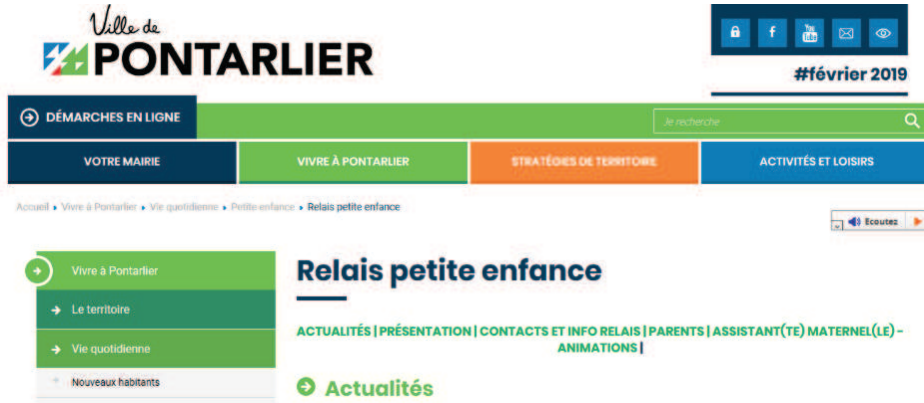 Ville de
PONTARLIER
f
You
Tube
#février 2019
DÉMARCHES EN LIGNE
Je recherche
VOTRE MAIRIE
VIVRE À PONTARLIER
STRATÉGIES DE TERRITOIRE
ACTIVITÉS ET LOISIRS
Accueil • Vivre à Pontarlier • Vie quotidienne • Petite enfance • Relais petite enfance
Ecoutez
Vivre à Pontarlier
Le territoire
Vie quotidienne
Nouveaux habitants
Relais petite enfance
ACTUALITÉS | PRÉSENTATION | CONTACTS ET INFO RELAIS | PARENTS | ASSISTANT(TE) MATERNEL(LE) -
ANIMATIONS |
Actualités